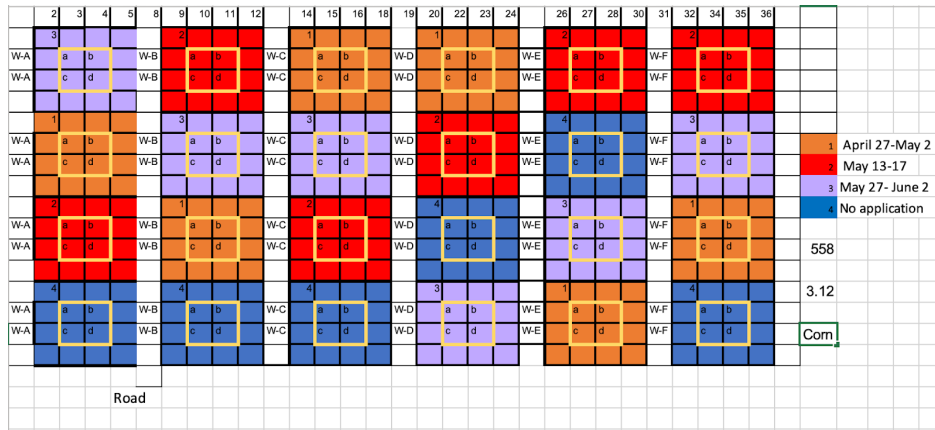 2 3 4 5 8 9 10 11 12 14 15 16 18 19 20 22 23 24 26 27 28 30 31 32 34 35 36
3 2 1 1 2 2
W-A a b W-B a b W-C a b W-D a b W-E a b W-F a b
W-A c d W-B c d W-C c d W-D c d W-E c d W-F c d
1 3 3 2 4 3
W-A a b W-B a b W-C a b W-D a b W-E a b W-F a b 1 April 27-May 2
W-A c d W-B c d W-C c d W-D c d W-E c d W-F c d 2 May 13-17
3 May 27- June 2
2 1 2 4 3 1 4 No application
W-A a b W-B a b W-C a b W-D a b W-E a b W-F a b
W-A c d W-B c d W-C c d W-D c d W-E c d W-F c d 558
4 4 4 3 1 4 3.12
W-A a b W-B a b W-C a b W-D a b W-E a b W-F a b
W-A c d W-B c d W-C c d W-D c d W-E c d W-F c d Corn
Road